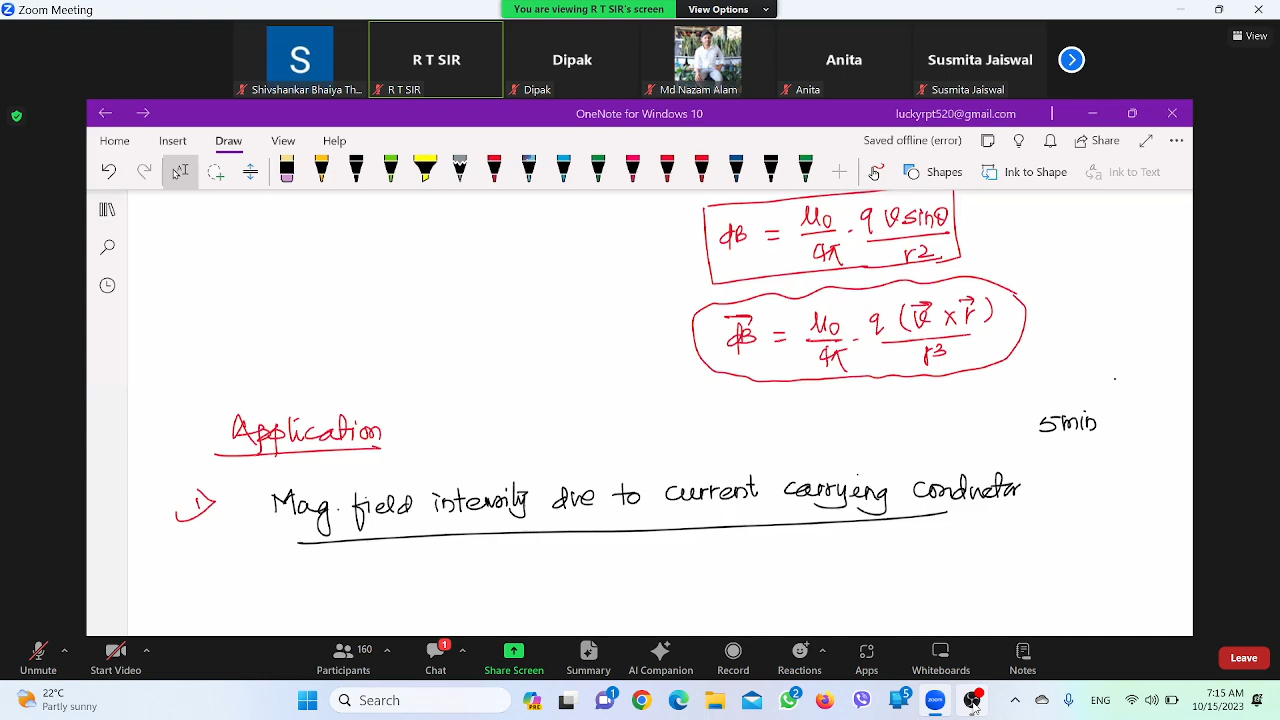 Zoom Meeting
You are viewing R T SIR's screen View Options
View
S R T SIR Dipak Anita Susmita Jaiswal
Shivshankar Bhaiya Th... R T SIR Dipak Md Nazam Alam Anita Susmita Jaiswal
OneNote for Windows 10 luckyrpt520@gmail.com
Home Insert Draw View Help Saved offline (error) Share
Shapes Ink to Shape Ink to Text
dB = μ0/4π · q v sinθ/r2
dB⃗ = μ0/4π · q (v⃗ × r⃗)/r3
Application
5min
1) Mag. field intensity due to current carrying conductor
160 1
Unmute Start Video Participants Chat Share Screen Summary AI Companion Record Reactions Apps Whiteboards Notes Leave
22°C Search PRE 1 2 5 ENG 7:15 AM
Partly sunny 10/15/2023